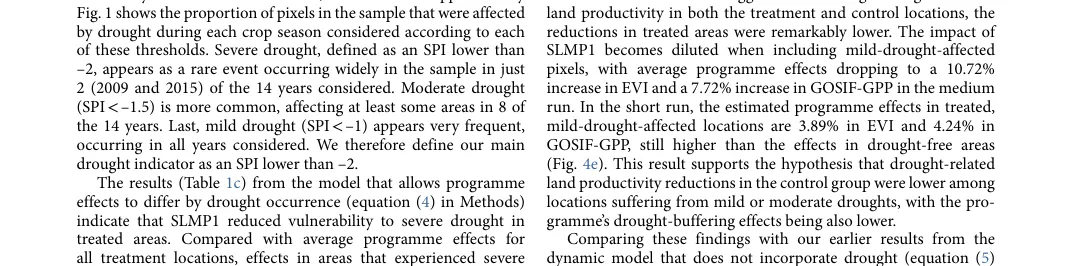 Fig. 1 shows the proportion of pixels in the sample that were affected
by drought during each crop season considered according to each
of these thresholds. Severe drought, defined as an SPI lower than
–2, appears as a rare event occurring widely in the sample in just
2 (2009 and 2015) of the 14 years considered. Moderate drought
(SPI < –1.5) is more common, affecting at least some areas in 8 of
the 14 years. Last, mild drought (SPI < –1) appears very frequent,
occurring in all years considered. We therefore define our main
drought indicator as an SPI lower than –2.
The results (Table 1c) from the model that allows programme
effects to differ by drought occurrence (equation (4) in Methods)
indicate that SLMP1 reduced vulnerability to severe drought in
treated areas. Compared with average programme effects for
all treatment locations, effects in areas that experienced severe
land productivity in both the treatment and control locations, the
reductions in treated areas were remarkably lower. The impact of
SLMP1 becomes diluted when including mild-drought-affected
pixels, with average programme effects dropping to a 10.72%
increase in EVI and a 7.72% increase in GOSIF-GPP in the medium
run. In the short run, the estimated programme effects in treated,
mild-drought-affected locations are 3.89% in EVI and 4.24% in
GOSIF-GPP, still higher than the effects in drought-free areas
(Fig. 4e). This result supports the hypothesis that drought-related
land productivity reductions in the control group were lower among
locations suffering from mild or moderate droughts, with the pro-
gramme's drought-buffering effects being also lower.
Comparing these findings with our earlier results from the
dynamic model that does not incorporate drought (equation (5)